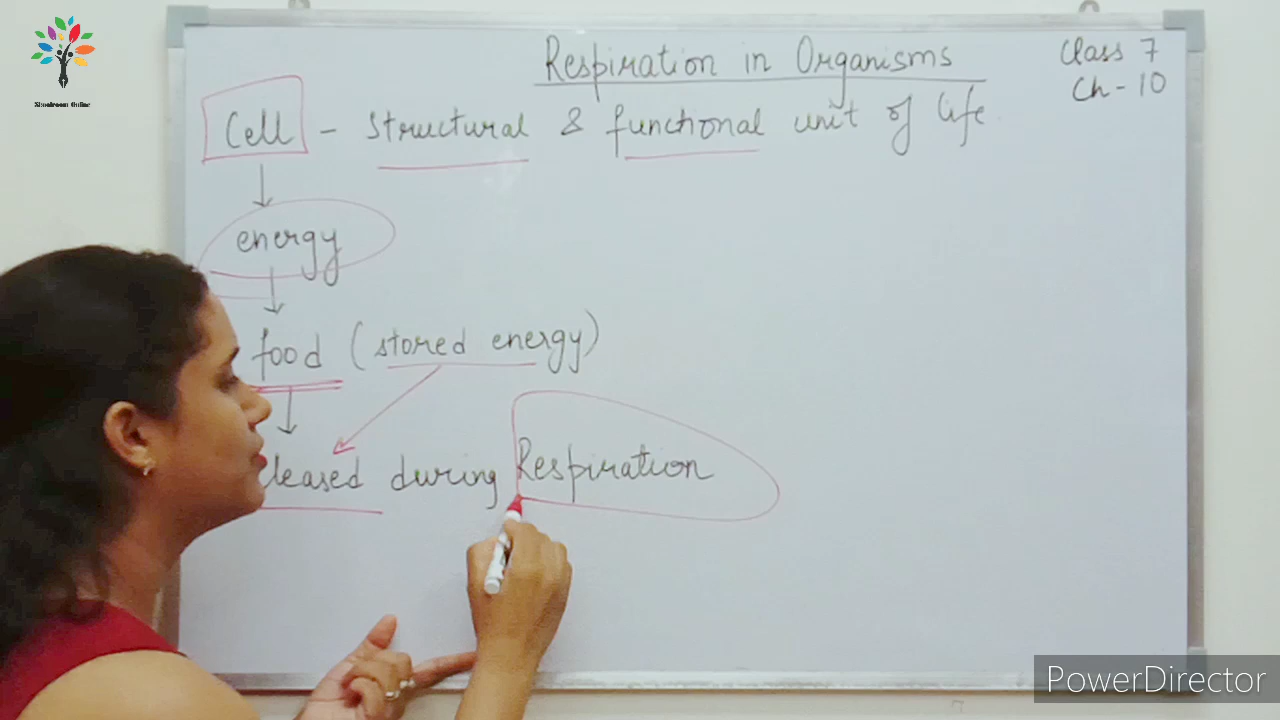 Respiration in Organisms
Class 7
Ch - 10
Cell - structural & functional unit of life
energy
food (stored energy)
leased during Respiration
PowerDirector